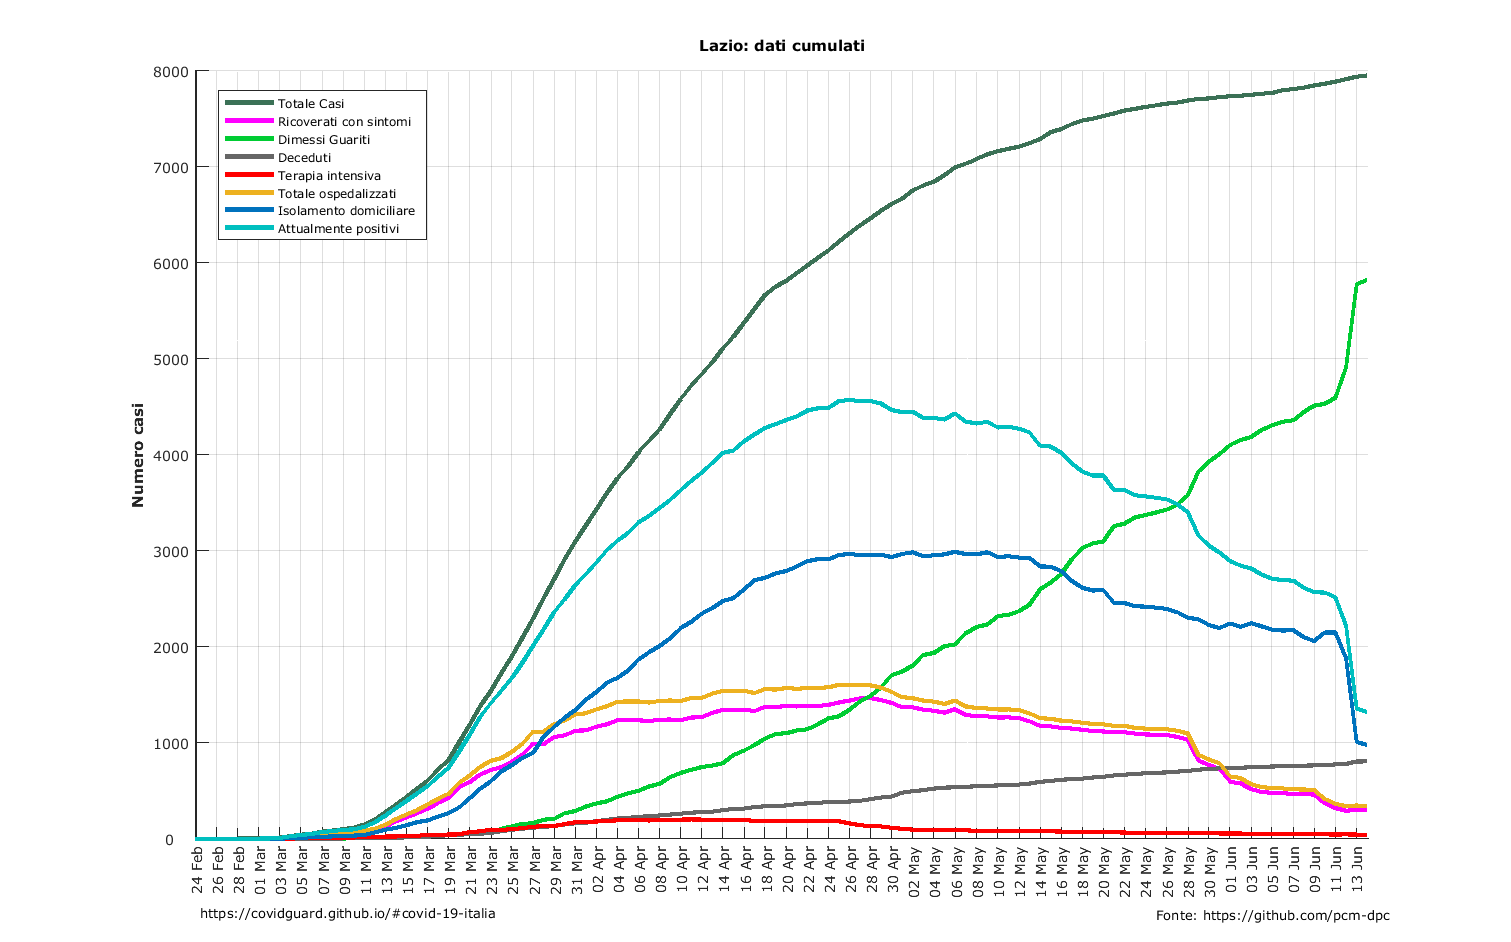 Lazio: dati cumulati
8000
7000
6000
5000
4000
3000
2000
1000
0
Numero casi
Totale Casi
Ricoverati con sintomi
Dimessi Guariti
Deceduti
Terapia intensiva
Totale ospedalizzati
Isolamento domiciliare
Attualmente positivi
24 Feb
26 Feb
28 Feb
01 Mar
03 Mar
05 Mar
07 Mar
09 Mar
11 Mar
13 Mar
15 Mar
17 Mar
19 Mar
21 Mar
23 Mar
25 Mar
27 Mar
29 Mar
31 Mar
02 Apr
04 Apr
06 Apr
08 Apr
10 Apr
12 Apr
14 Apr
16 Apr
18 Apr
20 Apr
22 Apr
24 Apr
26 Apr
28 Apr
30 Apr
02 May
04 May
06 May
08 May
10 May
12 May
14 May
16 May
18 May
20 May
22 May
24 May
26 May
28 May
30 May
01 Jun
03 Jun
05 Jun
07 Jun
09 Jun
11 Jun
13 Jun
https://covidguard.github.io/#covid-19-italia
Fonte: https://github.com/pcm-dpc